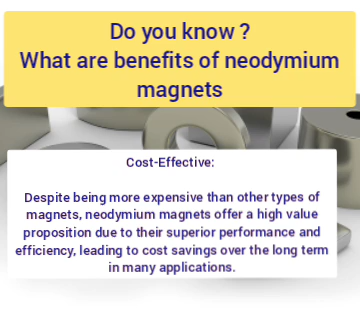 Do you know ?
What are benefits of neodymium
magnets
Cost-Effective:
Despite being more expensive than other types of
magnets, neodymium magnets offer a high value
proposition due to their superior performance and
efficiency, leading to cost savings over the long term
in many applications.